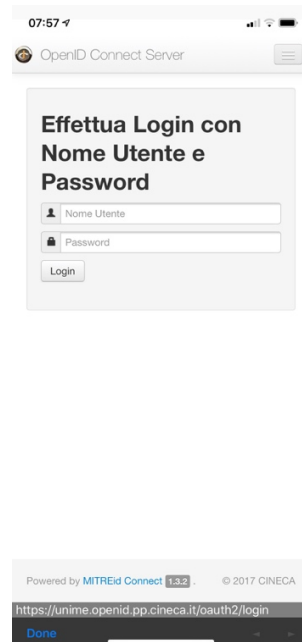 07:57
OpenID Connect Server
Effettua Login con
Nome Utente e
Password
Nome Utente
Password
Login
Powered by MITREid Connect 1.3.2 . © 2017 CINECA
https://unime.openid.pp.cineca.it/oauth2/login
Done